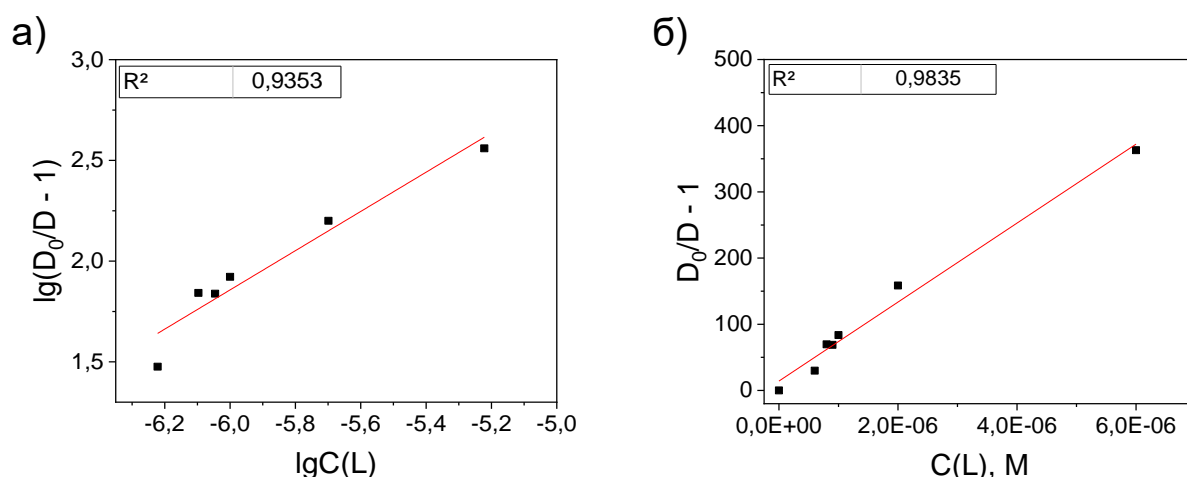 а)
R² 0,9353
lg(D₀/D - 1)
3,0
2,5
2,0
1,5
-6,2 -6,0 -5,8 -5,6 -5,4 -5,2 -5,0
lgC(L)
б)
R² 0,9835
D₀/D - 1
500
400
300
200
100
0
0,0E+00 2,0E-06 4,0E-06 6,0E-06
C(L), M